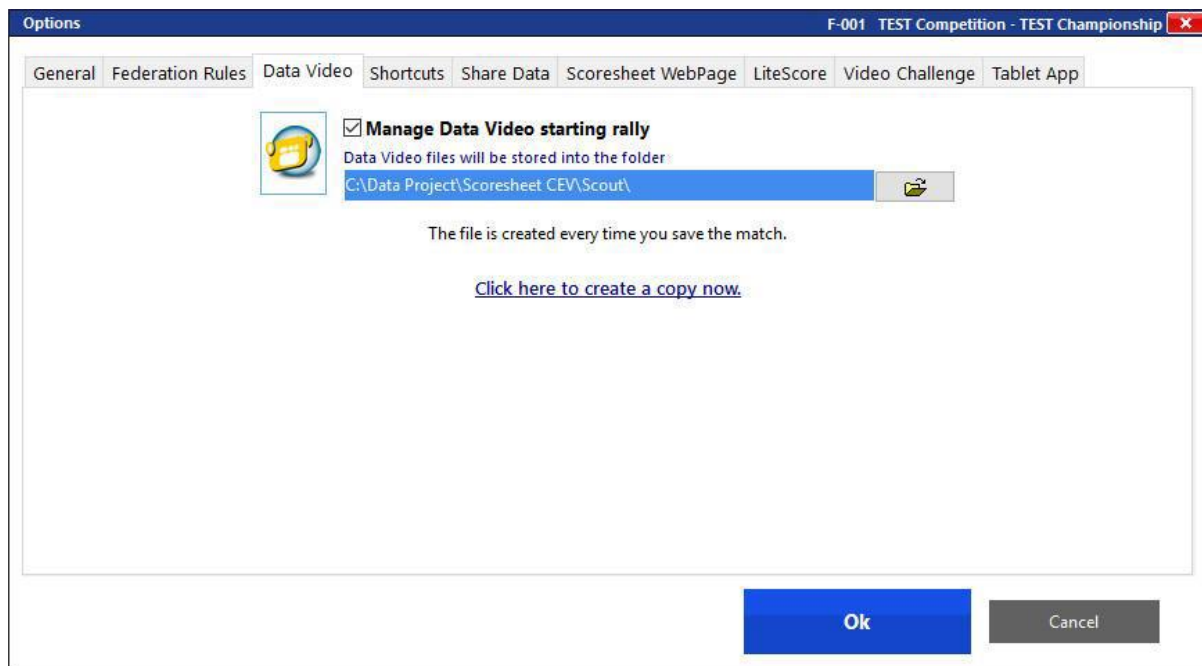 Options F-001 TEST Competition - TEST Championship
General Federation Rules Data Video Shortcuts Share Data Scoresheet WebPage LiteScore Video Challenge Tablet App
Manage Data Video starting rally
Data Video files will be stored into the folder
C:\Data Project\Scoresheet CEV\Scout\
The file is created every time you save the match.
Click here to create a copy now.
Ok Cancel